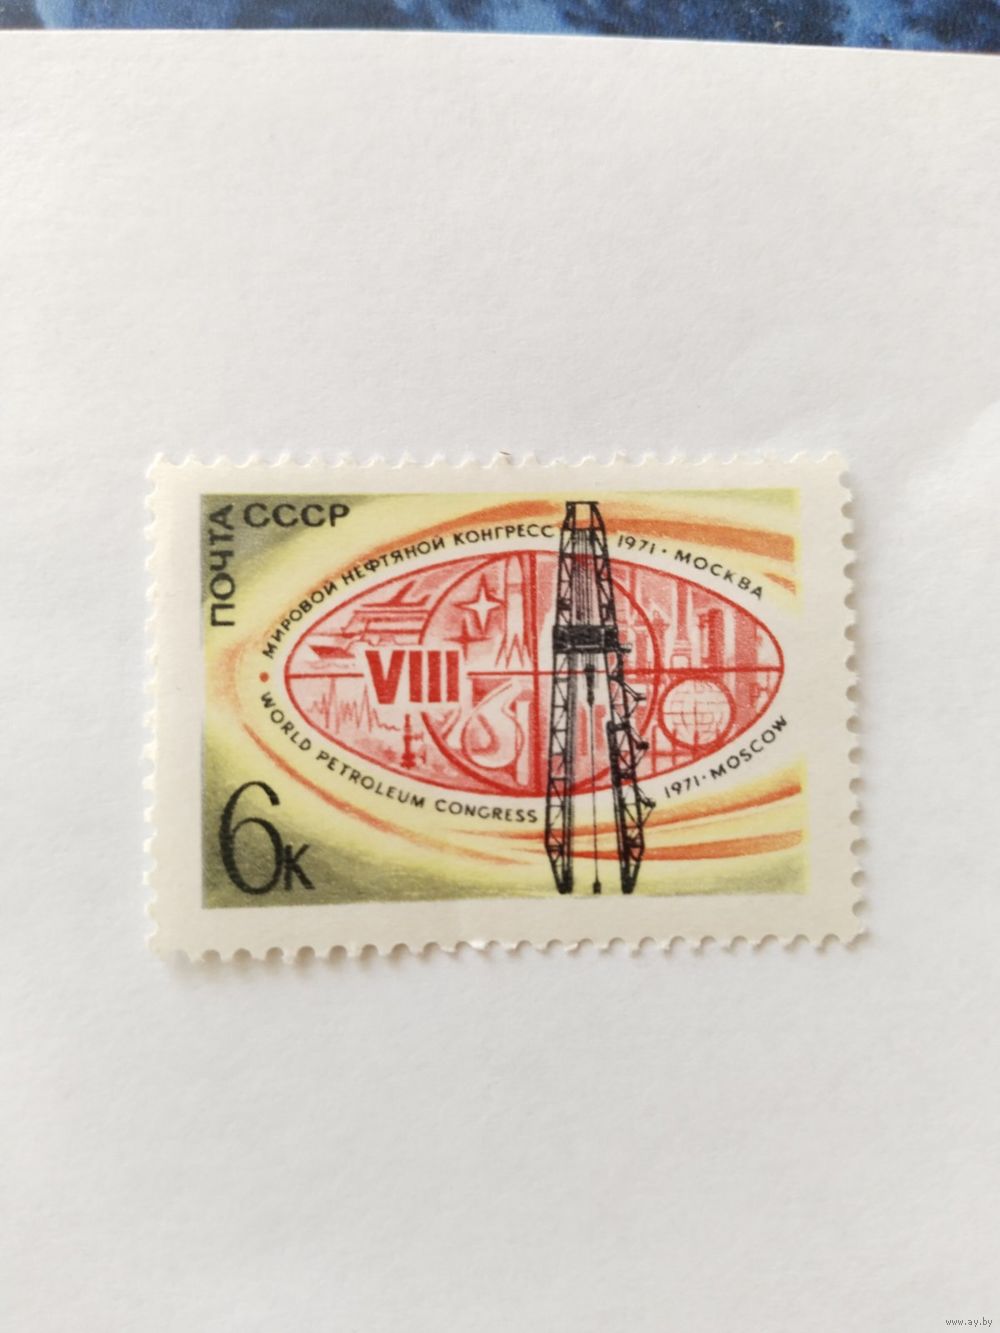 ПОЧТА СССР
МИРОВОЙ НЕФТЯНОЙ КОНГРЕСС 1971 · МОСКВА
VIII
WORLD PETROLEUM CONGRESS 1971 · MOSCOW
6к
www.ay.by